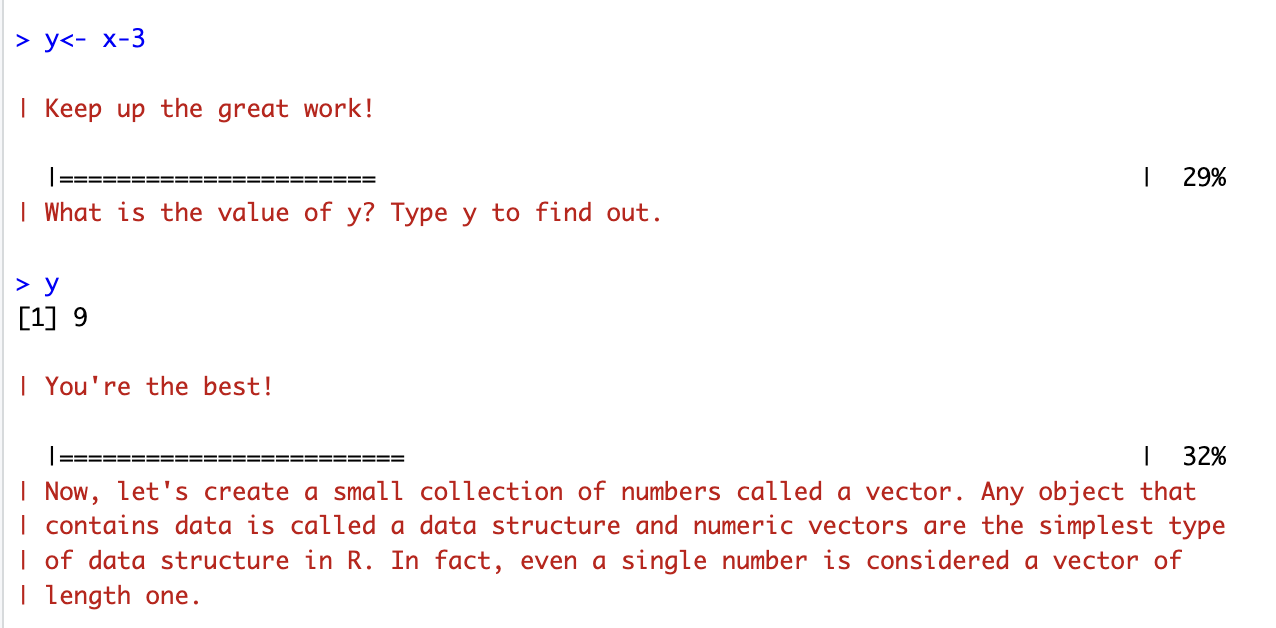 > y<- x-3
| Keep up the great work!
|====================== | 29%
| What is the value of y? Type y to find out.
> y
[1] 9
| You're the best!
|======================== | 32%
| Now, let's create a small collection of numbers called a vector. Any object that
| contains data is called a data structure and numeric vectors are the simplest type
| of data structure in R. In fact, even a single number is considered a vector of
| length one.